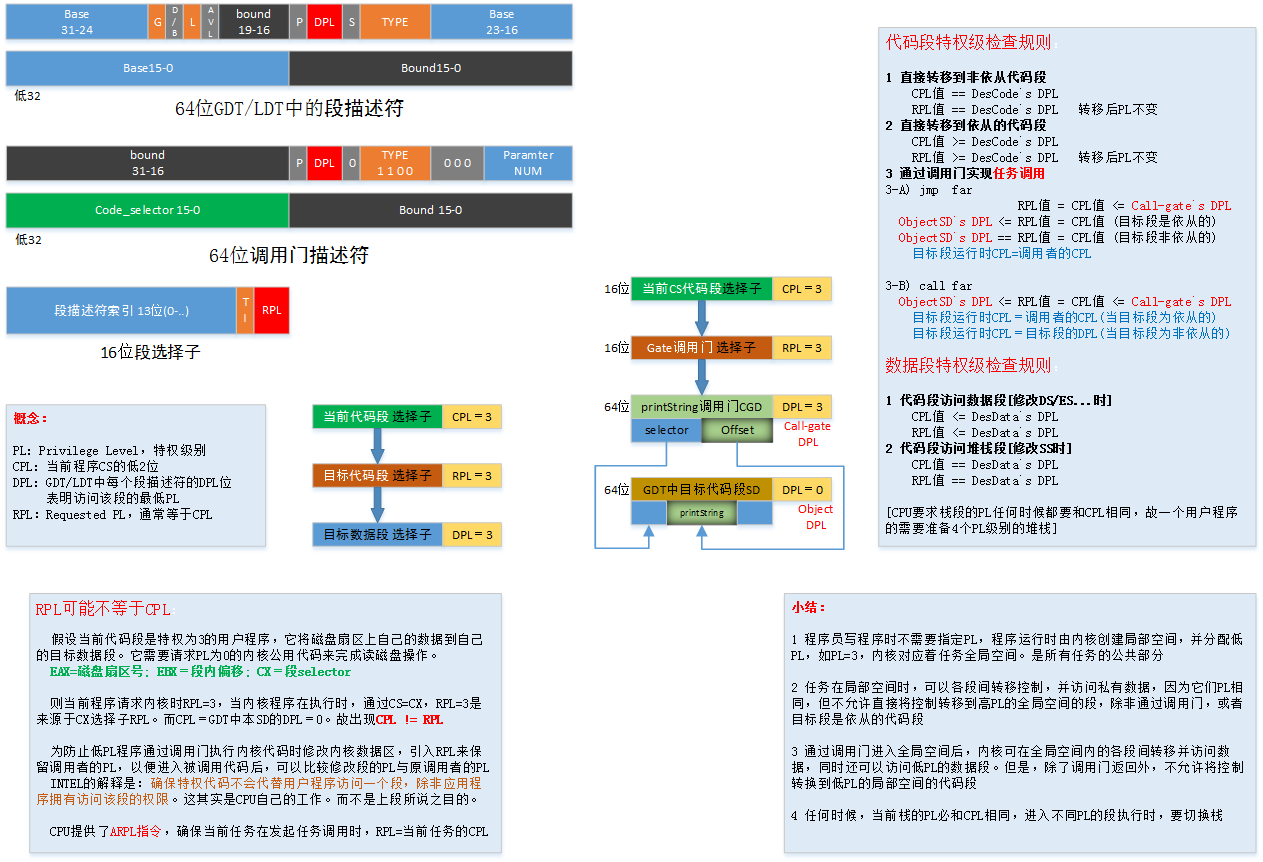 Base
31-24
G
D/B
L
AVL
bound
19-16
P
DPL
S
TYPE
Base
23-16
Base15-0
Bound15-0
低32
64位GDT/LDT中的段描述符
bound
31-16
P
DPL
0
TYPE
1 1 0 0
0 0 0
Paramter
NUM
Code_selector 15-0
Bound 15-0
低32
64位调用门描述符
段描述符索引 13位(0-..)
TI
RPL
16位段选择子
概念：
PL：Privilege Level，特权级别
CPL：当前程序CS的低2位
DPL：GDT/LDT中每个段描述符的DPL位
表明访问该段的最低PL
RPL：Requested PL，通常等于CPL
当前代码段 选择子
CPL＝3
目标代码段 选择子
RPL＝3
目标数据段 选择子
DPL＝3
16位
当前CS代码段选择子
CPL＝3
16位
Gate调用门 选择子
RPL＝3
64位
printString调用门CGD
DPL＝3
selector
Offset
Call-gate
DPL
64位
GDT中目标代码段SD
DPL＝0
printString
Object
DPL
代码段特权级检查规则：
1 直接转移到非依从代码段
CPL值 == DesCode's DPL
RPL值 == DesCode's DPL 转移后PL不变
2 直接转移到依从的代码段
CPL值 >= DesCode's DPL
RPL值 >= DesCode's DPL 转移后PL不变
3 通过调用门实现任务调用
3-A) jmp far
RPL值 = CPL值 <= Call-gate's DPL
ObjectSD's DPL <= RPL值 = CPL值 (目标段是依从的)
ObjectSD's DPL == RPL值 = CPL值 (目标段非依从的)
目标段运行时CPL=调用者的CPL
3-B) call far
ObjectSD's DPL <= RPL值 = CPL值 <= Call-gate's DPL
目标段运行时CPL＝调用者的CPL(当目标段为依从的)
目标段运行时CPL＝目标段的DPL(当目标段为非依从的)
数据段特权级检查规则：
1 代码段访问数据段[修改DS/ES...时]
CPL值 <= DesData's DPL
RPL值 <= DesData's DPL
2 代码段访问堆栈段[修改SS时]
CPL值 == DesData's DPL
RPL值 == DesData's DPL
[CPU要求栈段的PL任何时候都要和CPL相同，故一个用户程序
的需要准备4个PL级别的堆栈]
RPL可能不等于CPL：
假设当前代码段是特权为3的用户程序，它将磁盘扇区上自己的数据到自己
的目标数据段。它需要请求PL为0的内核公用代码来完成读磁盘操作。
EAX=磁盘扇区号；EBX＝段内偏移；CX＝段selector
则当前程序请求内核时RPL=3，当内核程序在执行时，通过CS=CX，RPL=3是
来源于CX选择子RPL。而CPL＝GDT中本SD的DPL＝0。故出现CPL != RPL
为防止低PL程序通过调用门执行内核代码时修改内核数据区，引入RPL来保
留调用者的PL，以便进入被调用代码后，可以比较修改段的PL与原调用者的PL
INTEL的解释是：确保特权代码不会代替用户程序访问一个段，除非应用程
序拥有访问该段的权限。这其实是CPU自己的工作。而不是上段所说之目的。
CPU提供了ARPL指令，确保当前任务在发起任务调用时，RPL=当前任务的CPL
小结：
1 程序员写程序时不需要指定PL，程序运行时由内核创建局部空间，并分配低
PL，如PL=3，内核对应着任务全局空间。是所有任务的公共部分
2 任务在局部空间时，可以各段间转移控制，并访问私有数据，因为它们PL相
同，但不允许直接将控制转移到高PL的全局空间的段，除非通过调用门，或者
目标段是依从的代码段
3 通过调用门进入全局空间后，内核可在全局空间内的各段间转移并访问数
据，同时还可以访问低PL的数据段。但是，除了调用门返回外，不允许将控制
转换到低PL的局部空间的代码段
4 任何时候，当前栈的PL必和CPL相同，进入不同PL的段执行时，要切换栈